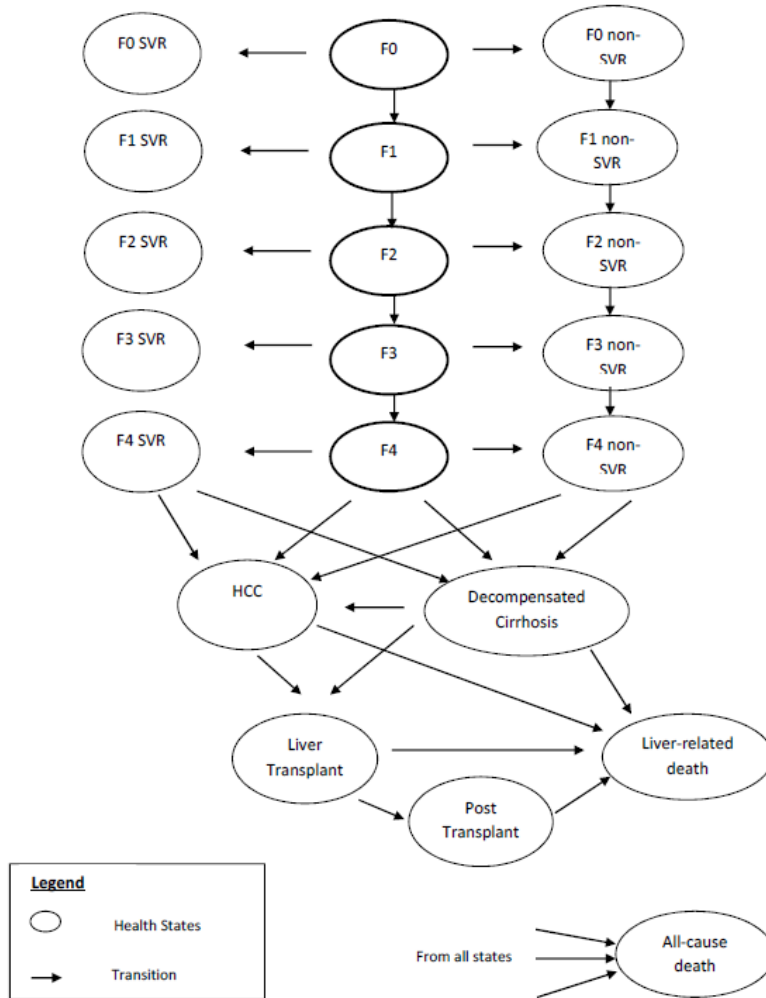 F0 SVR
F0
F0 non-
SVR
F1 SVR
F1
F1 non-
SVR
F2 SVR
F2
F2 non-
SVR
F3 SVR
F3
F3 non-
SVR
F4 SVR
F4
F4 non-
SVR
HCC
Decompensated
Cirrhosis
Liver
Transplant
Liver-related
death
Post
Transplant
Legend
Health States
Transition
From all states
All-cause
death